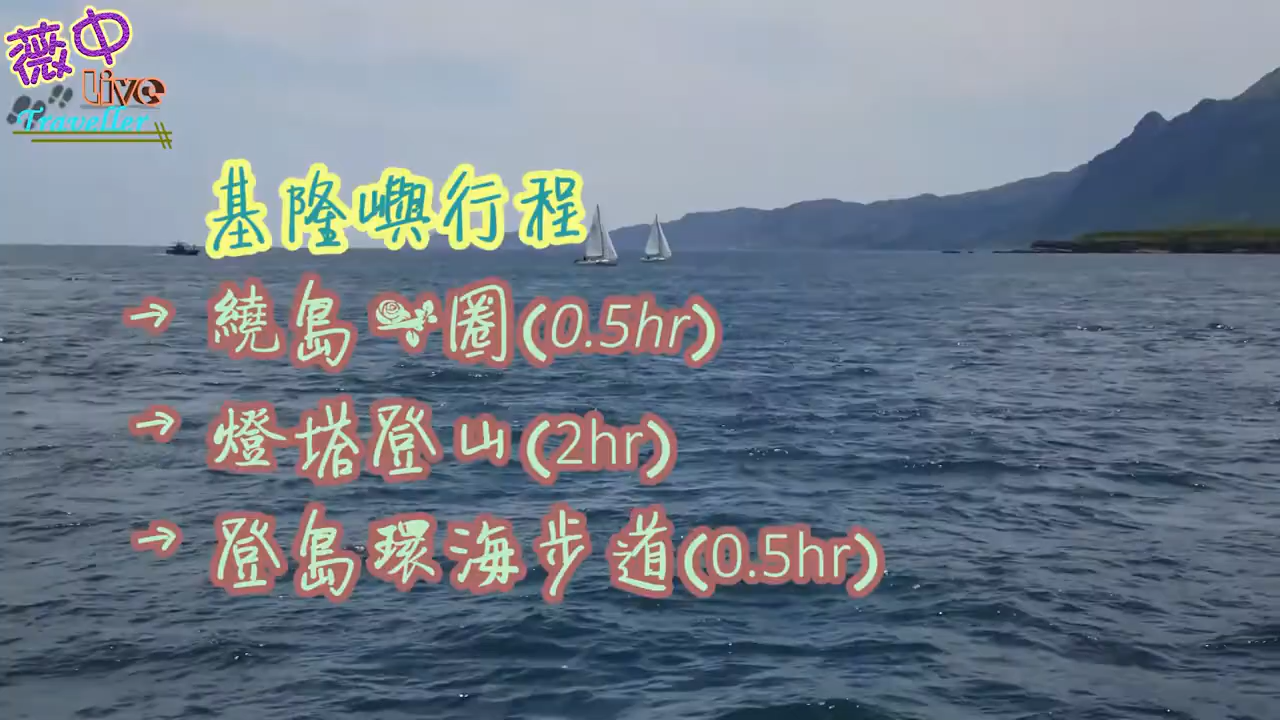 薇中
Live
Traveller
基隆嶼行程
→ 繞島一圈(0.5hr)
→ 燈塔登山(2hr)
→ 登島環海步道(0.5hr)